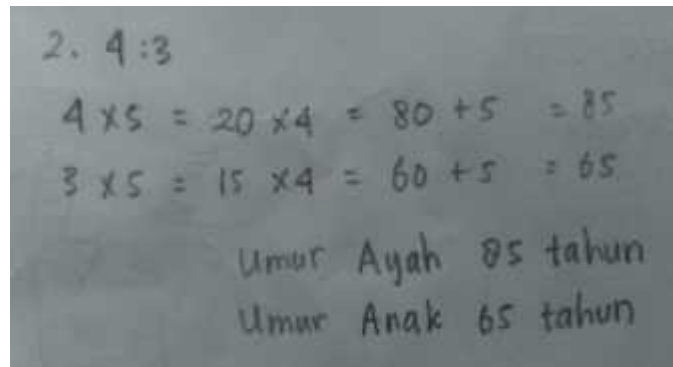 2. 4:3
4 x 5 = 20 x 4 = 80 + 5 = 85
3 x 5 = 15 x 4 = 60 + 5 = 65
Umur Ayah 85 tahun
Umur Anak 65 tahun